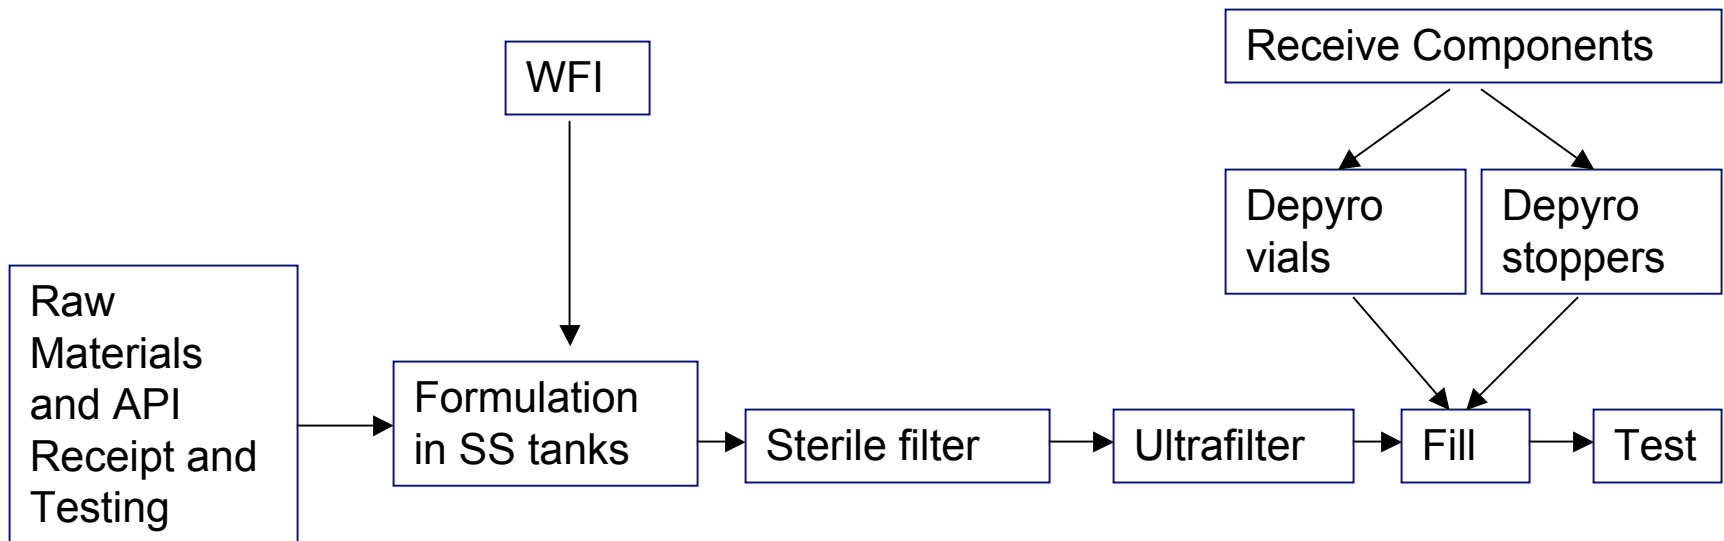 WFI
Receive Components
Depyro
vials
Depyro
stoppers
Raw
Materials
and API
Receipt and
Testing
Formulation
in SS tanks
Sterile filter
Ultrafilter
Fill
Test